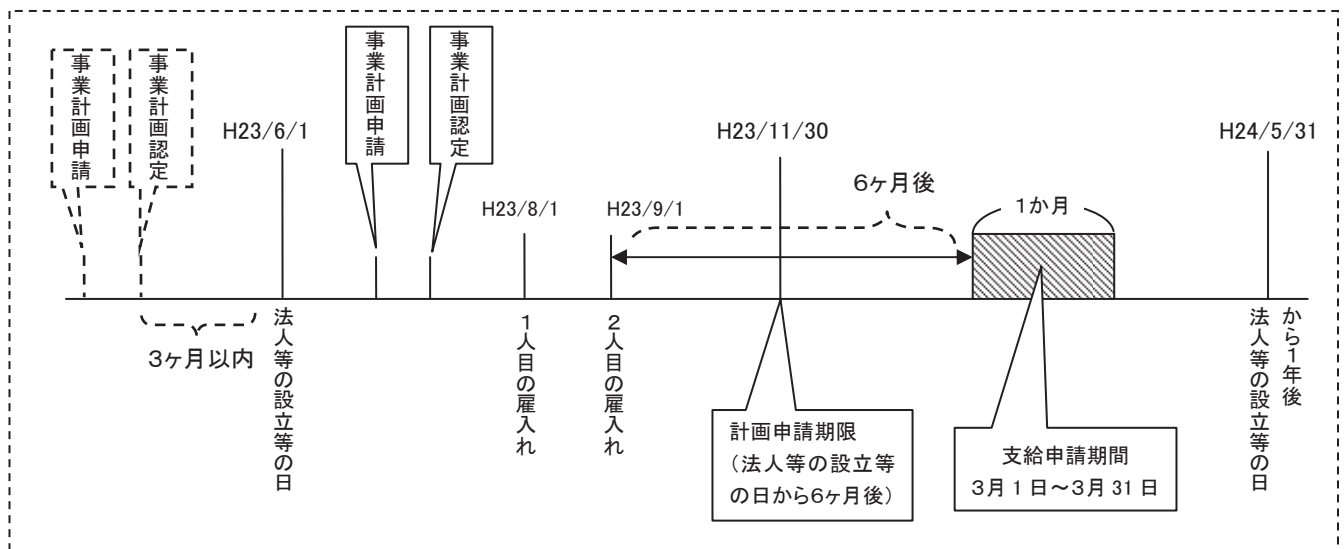 事業計画申請
事業計画認定
H23/6/1
事業計画申請
事業計画認定
H23/8/1
H23/9/1
H23/11/30
6ヶ月後
1か月
H24/5/31
3ヶ月以内
法人等の設立等の日
1人目の雇入れ
2人目の雇入れ
計画申請期限
(法人等の設立等
の日から6ヶ月後)
支給申請期間
3月1日~3月31日
法人等の設立等の日
から1年後